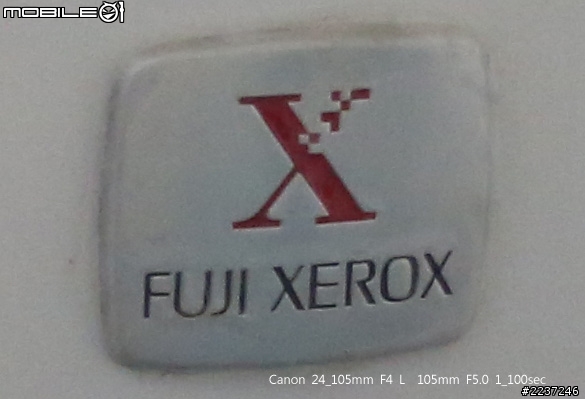 MOBILE01
X
FUJI XEROX
Canon 24_105mm F4 L 105mm F5.0 1_100sec
#2237246